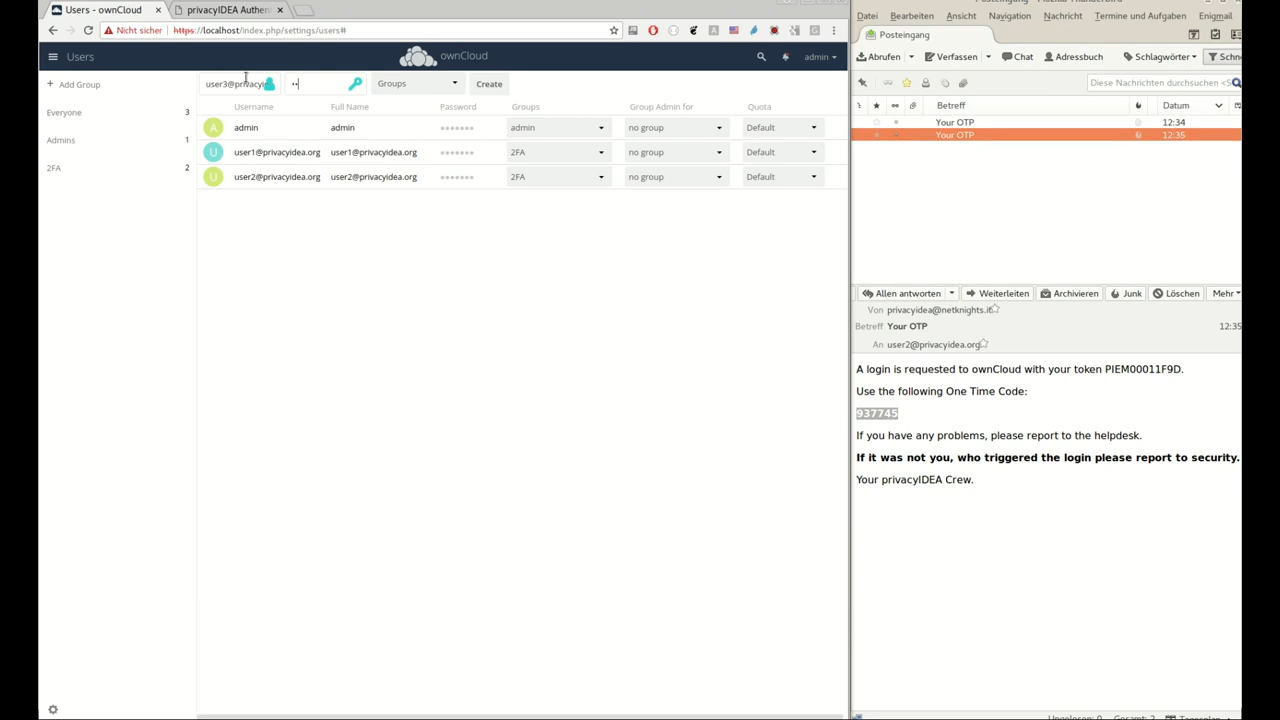 Users - ownCloud
privacyIDEA Authen
Nicht sicher
https://localhost/index.php/settings/users#
Users
ownCloud
admin
Add Group
Everyone 3
Admins 1
2FA 2
user3@privacyi
Groups
Create
Username Full Name Password Groups Group Admin for Quota
A admin admin admin no group Default
U user1@privacyidea.org user1@privacyidea.org 2FA no group Default
U user2@privacyidea.org user2@privacyidea.org 2FA no group Default
Datei Bearbeiten Ansicht Navigation Nachricht Termine und Aufgaben Enigmail
Posteingang
Abrufen Verfassen Chat Adressbuch Schlagwörter Schne
Diese Nachrichten durchsuchen <S
Betreff Datum
Your OTP 12:34
Your OTP 12:35
Allen antworten Weiterleiten Archivieren Junk Löschen Mehr
Von privacyidea@netknights.it
Betreff Your OTP 12:35
An user2@privacyidea.org
A login is requested to ownCloud with your token PIEM00011F9D.
Use the following One Time Code:
937745
If you have any problems, please report to the helpdesk.
If it was not you, who triggered the login please report to security.
Your privacyIDEA Crew.